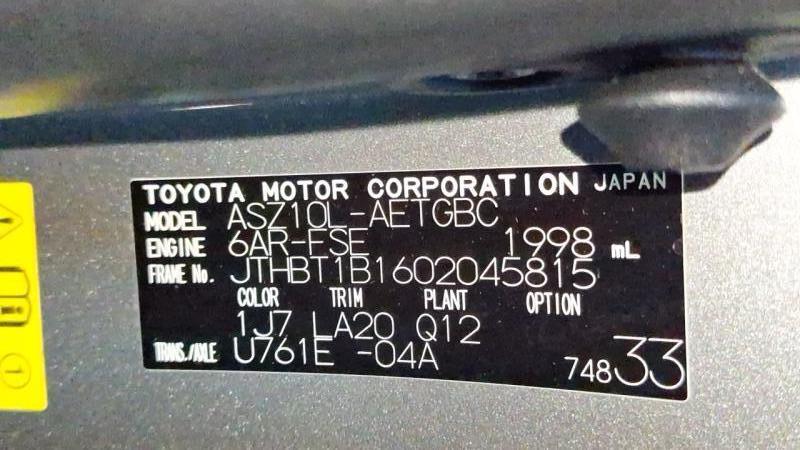 TOYOTA MOTOR CORPORATION JAPAN
MODEL ASZ10L-AETGBC
ENGINE 6AR-FSE 1998 mL
FRAME No. JTHBT1B1602045815
COLOR TRIM PLANT OPTION
1J7 LA20 Q12
TRANS./AXLE U761E -04A
74833
1